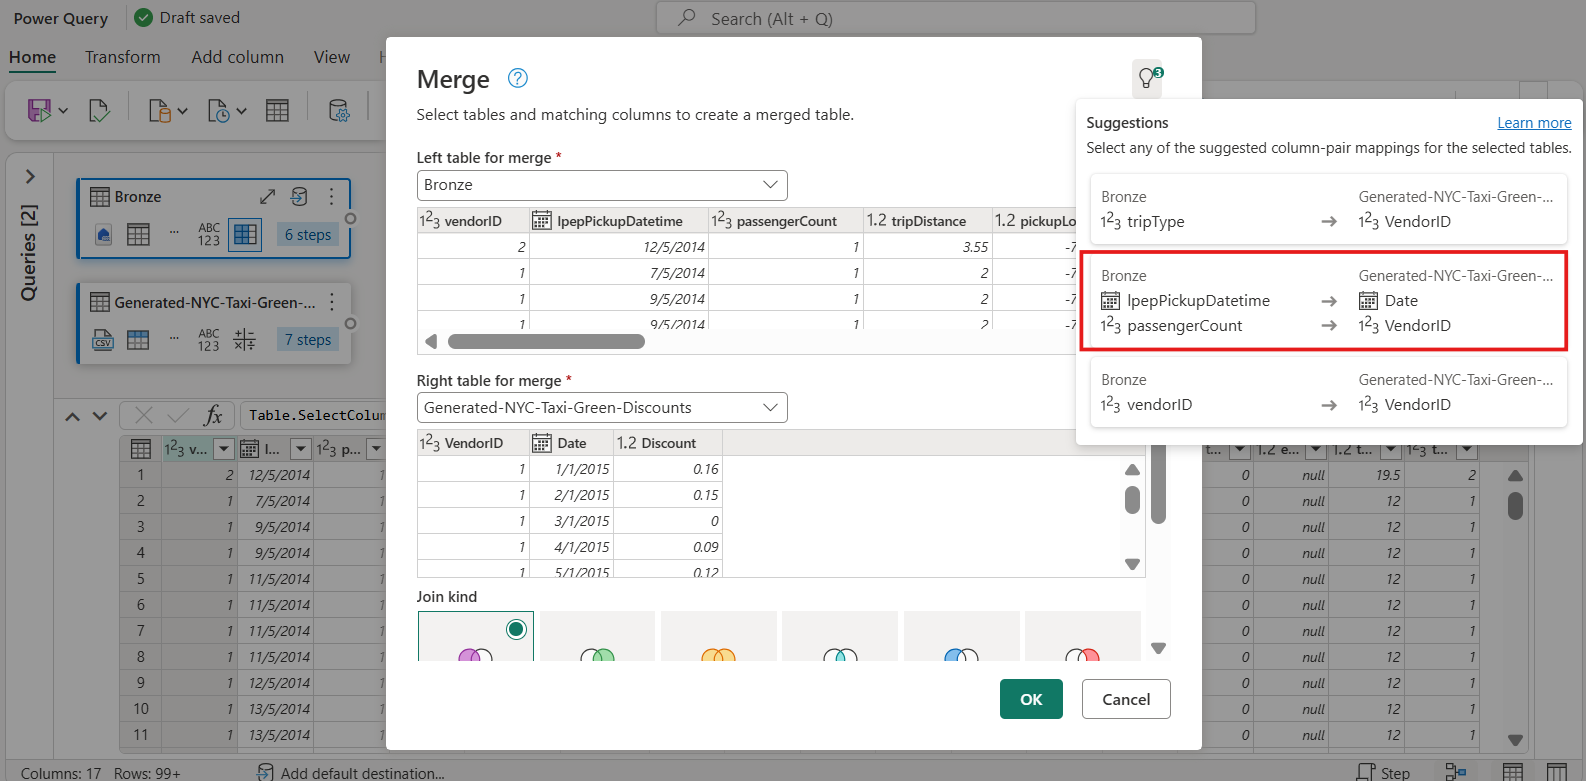 Power Query
Draft saved
Search (Alt + Q)
Home
Transform
Add column
View
Queries [2]
Bronze
ABC
123
6 steps
Generated-NYC-Taxi-Green-...
CSV
ABC
123
7 steps
Merge
Select tables and matching columns to create a merged table.
3
Left table for merge *
Bronze
123 vendorID lpepPickupDatetime 123 passengerCount 1.2 tripDistance 1.2 pickupLo
2 12/5/2014 1 3.55 -7
1 7/5/2014 1 2 -7
1 9/5/2014 1 2 -7
1 9/5/2014 1 2 -7
Right table for merge *
Generated-NYC-Taxi-Green-Discounts
123 VendorID Date 1.2 Discount
1 1/1/2015 0.16
1 2/1/2015 0.15
1 3/1/2015 0
1 4/1/2015 0.09
1 5/1/2015 0.12
Join kind
OK
Cancel
Suggestions
Learn more
Select any of the suggested column-pair mappings for the selected tables.
Bronze Generated-NYC-Taxi-Green-...
123 tripType → 123 VendorID
Bronze Generated-NYC-Taxi-Green-...
lpepPickupDatetime → Date
123 passengerCount → 123 VendorID
Bronze Generated-NYC-Taxi-Green-...
123 vendorID → 123 VendorID
fx
Table.SelectColum
123 v... l... 123 p... t... 1.2 e... 1.2 t... 123 t...
1 2 12/5/2014 1 0 null 19.5 2
2 1 7/5/2014 1 0 null 12 1
3 1 9/5/2014 1 0 null 12 1
4 1 9/5/2014 1 0 null 12 1
5 1 11/5/2014 1 0 null 12 1
6 1 11/5/2014 1 0 null 12 1
7 1 11/5/2014 1 0 null 12 1
8 1 11/5/2014 1 0 null 12 1
9 1 12/5/2014 1 0 null 12 1
10 1 13/5/2014 1 0 null 12 1
11 1 13/5/2014 1 0 null 12 1
Columns: 17 Rows: 99+
Add default destination...
Step